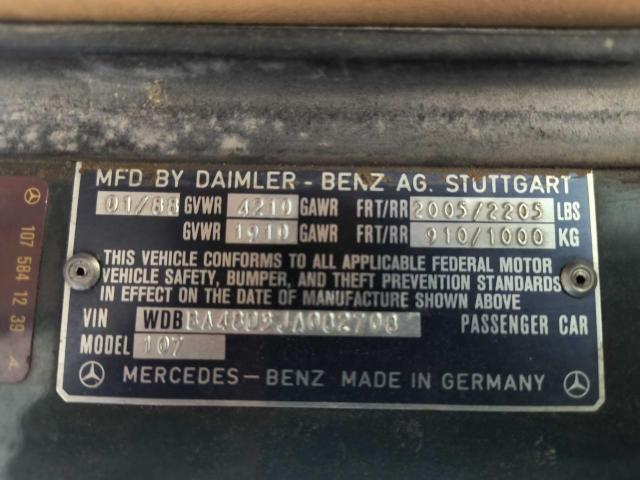 MFD BY DAIMLER - BENZ AG. STUTTGART
01/88 GVWR 4210 GAWR FRT/RR 2005/2205 LBS
GVWR 1910 GAWR FRT/RR 910/1000 KG
THIS VEHICLE CONFORMS TO ALL APPLICABLE FEDERAL MOTOR
VEHICLE SAFETY, BUMPER, AND THEFT PREVENTION STANDARDS
IN EFFECT ON THE DATE OF MANUFACTURE SHOWN ABOVE
VIN WDB PASSENGER CAR
MODEL 107
MERCEDES-BENZ MADE IN GERMANY
107 584 12 39